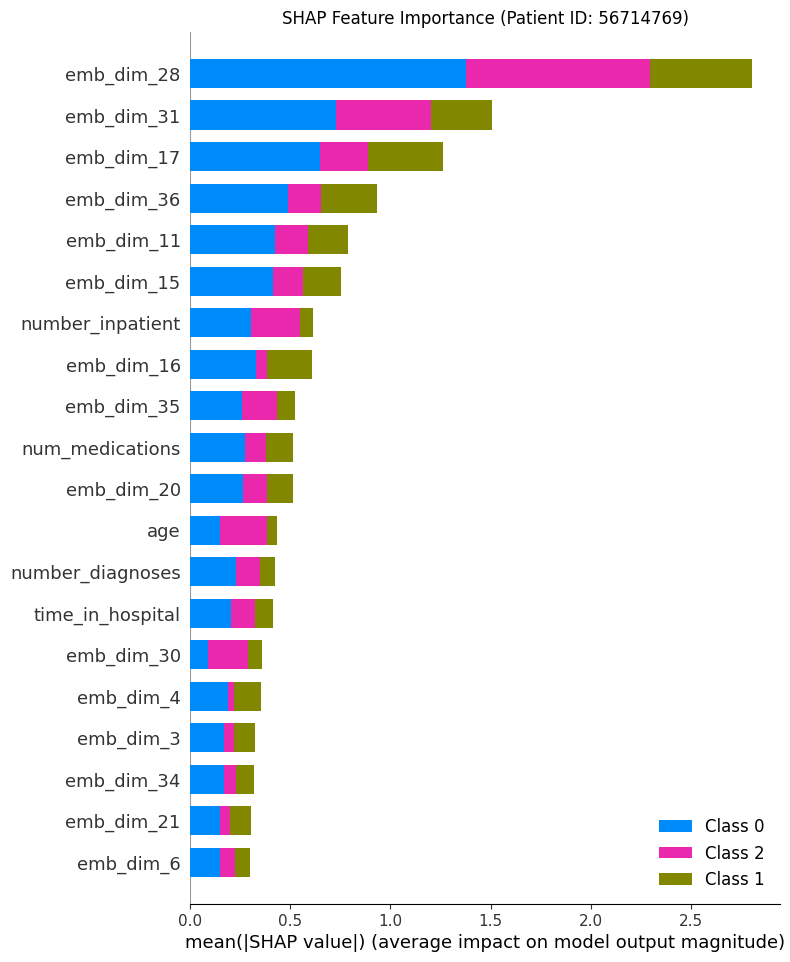 SHAP Feature Importance (Patient ID: 56714769)
emb_dim_28
emb_dim_31
emb_dim_17
emb_dim_36
emb_dim_11
emb_dim_15
number_inpatient
emb_dim_16
emb_dim_35
num_medications
emb_dim_20
age
number_diagnoses
time_in_hospital
emb_dim_30
emb_dim_4
emb_dim_3
emb_dim_34
emb_dim_21
emb_dim_6
Class 0
Class 2
Class 1
0.0 0.5 1.0 1.5 2.0 2.5
mean(|SHAP value|) (average impact on model output magnitude)